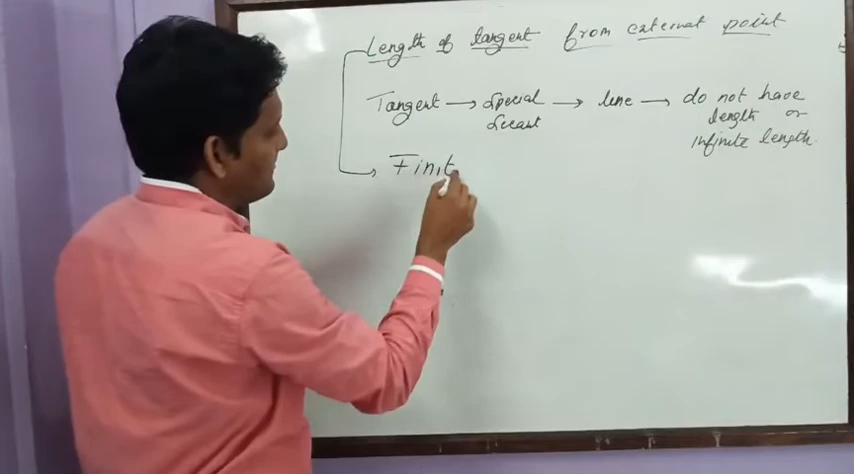 Length of tangent from external point
Tangent → Special → line → do not have
Secant
length or
infinite length.
Finit